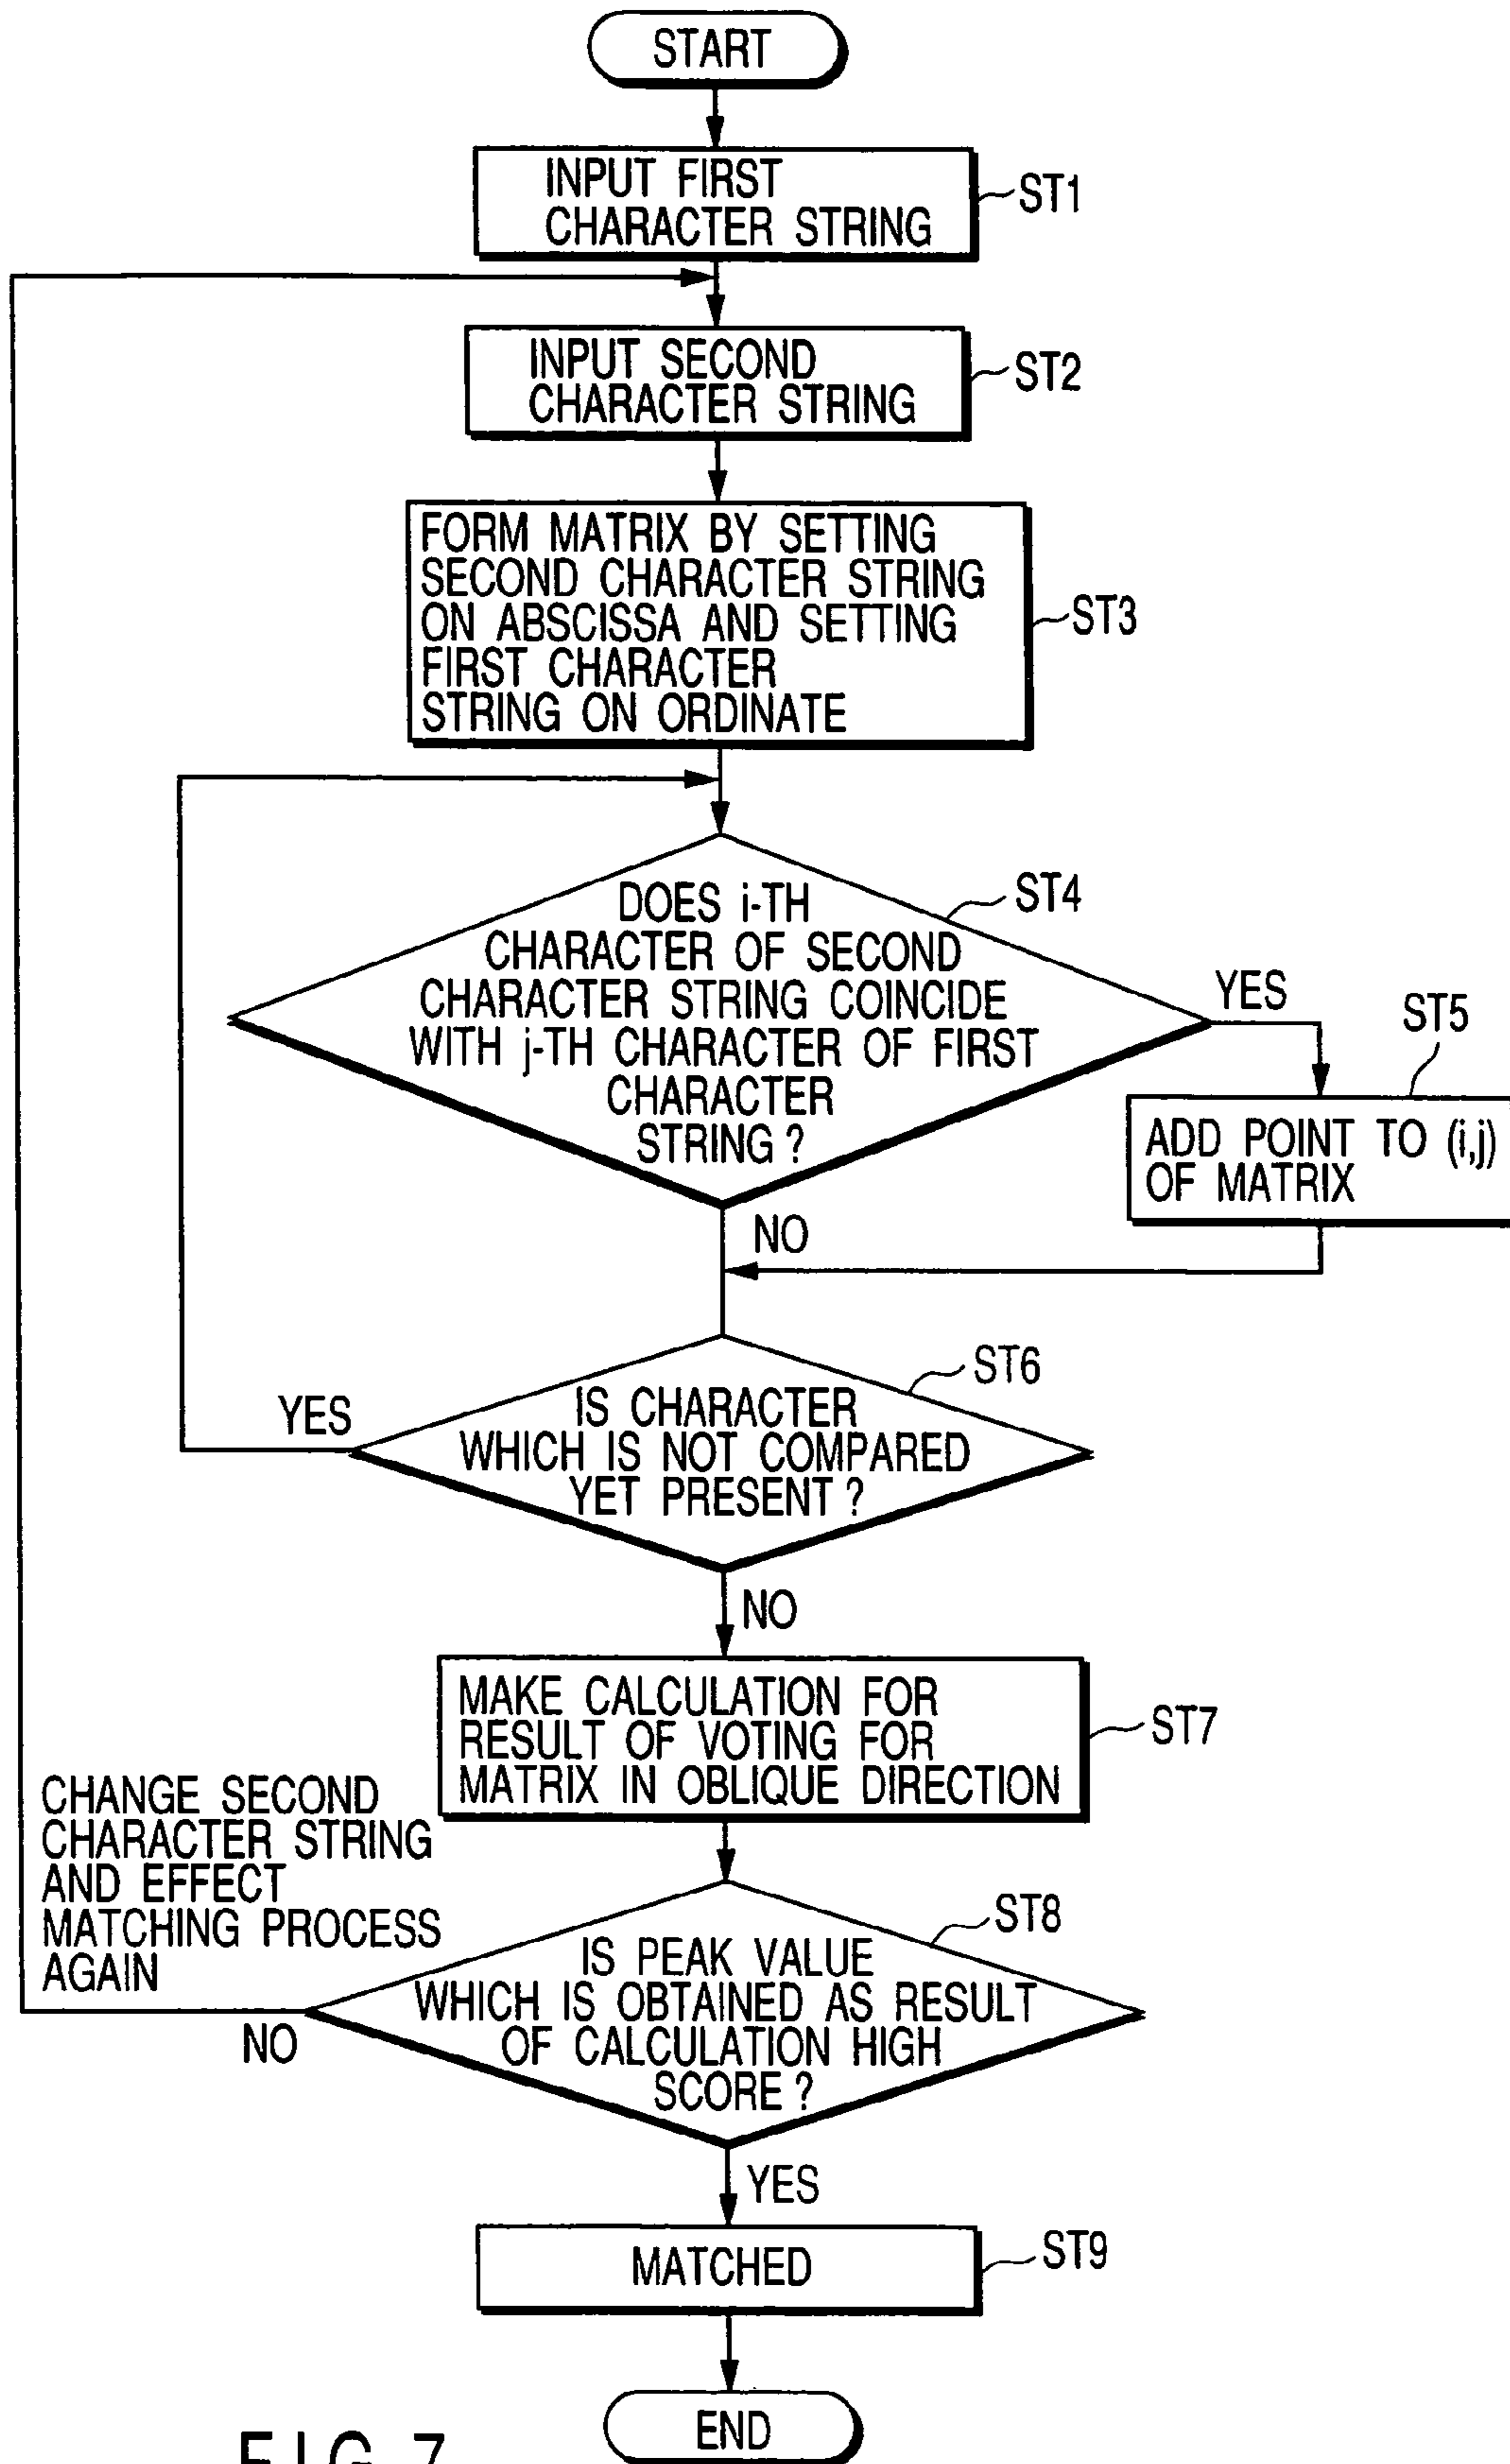 START
INPUT FIRST
CHARACTER STRING
ST1
INPUT SECOND
CHARACTER STRING
ST2
FORM MATRIX BY SETTING
SECOND CHARACTER STRING
ON ABSCISSA AND SETTING
FIRST CHARACTER
STRING ON ORDINATE
ST3
DOES i-TH
CHARACTER OF SECOND
CHARACTER STRING COINCIDE
WITH j-TH CHARACTER OF FIRST
CHARACTER
STRING ?
ST4
YES
ST5
ADD POINT TO (i,j)
OF MATRIX
NO
ST6
YES
IS CHARACTER
WHICH IS NOT COMPARED
YET PRESENT ?
NO
MAKE CALCULATION FOR
RESULT OF VOTING FOR
MATRIX IN OBLIQUE DIRECTION
ST7
CHANGE SECOND
CHARACTER STRING
AND EFFECT
MATCHING PROCESS
AGAIN
ST8
IS PEAK VALUE
WHICH IS OBTAINED AS RESULT
OF CALCULATION HIGH
SCORE ?
NO
YES
MATCHED
ST9
END
FIG. 7